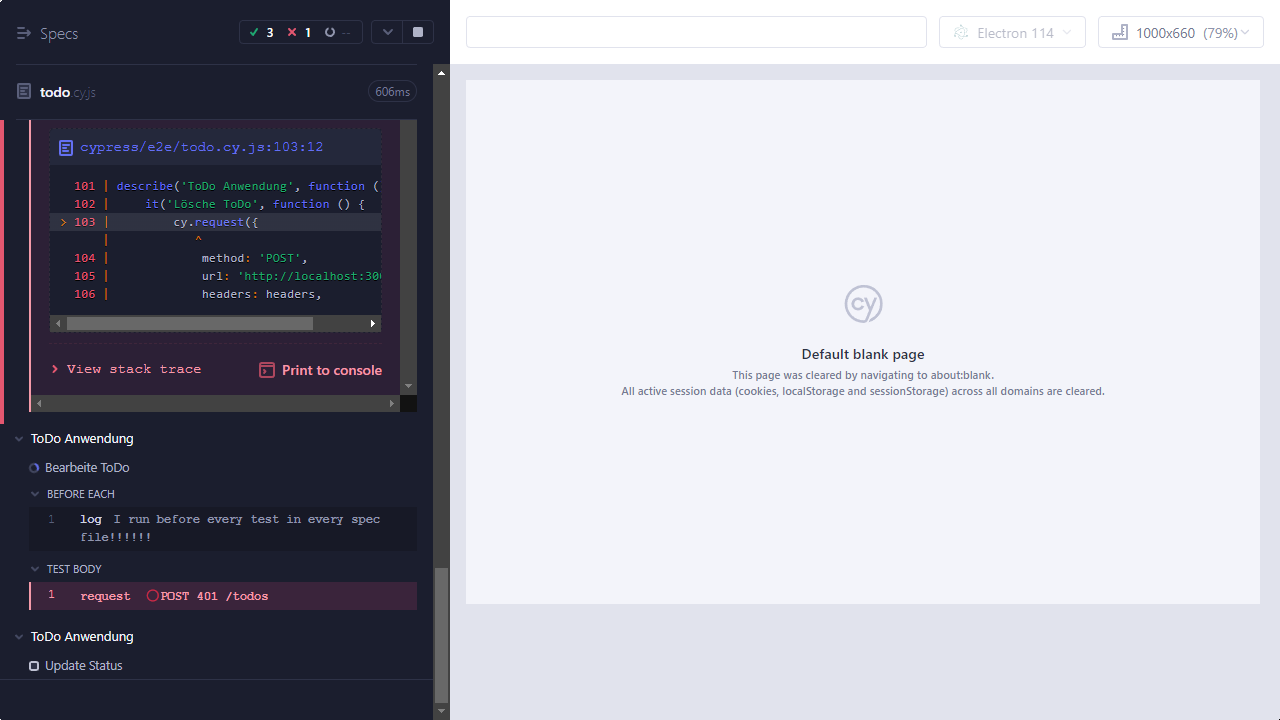 Specs
3 1 --
todo.cy.js 606ms
cypress/e2e/todo.cy.js:103:12
101 | describe('ToDo Anwendung', function (
102 | it('Lösche ToDo', function () {
> 103 | cy.request({
| ^
104 | method: 'POST',
105 | url: 'http://localhost:300
106 | headers: headers,
View stack trace
Print to console
ToDo Anwendung
Bearbeite ToDo
BEFORE EACH
1 log I run before every test in every spec
file!!!!!!
TEST BODY
1 request POST 401 /todos
ToDo Anwendung
Update Status
Electron 114
1000x660 (79%)
cy
Default blank page
This page was cleared by navigating to about:blank.
All active session data (cookies, localStorage and sessionStorage) across all domains are cleared.